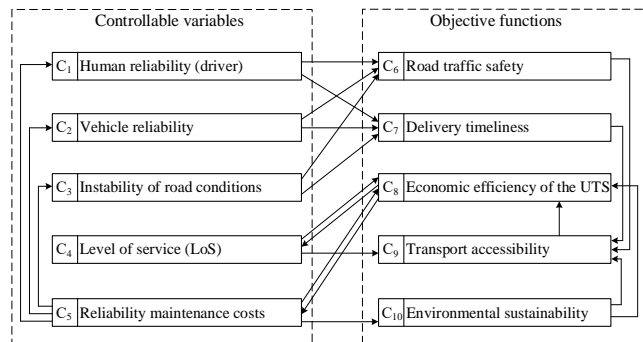 Controllable variables
Objective functions
C1 Human reliability (driver)
C6 Road traffic safety
C2 Vehicle reliability
C7 Delivery timeliness
C3 Instability of road conditions
C8 Economic efficiency of the UTS
C4 Level of service (LoS)
C9 Transport accessibility
C5 Reliability maintenance costs
C10 Environmental sustainability